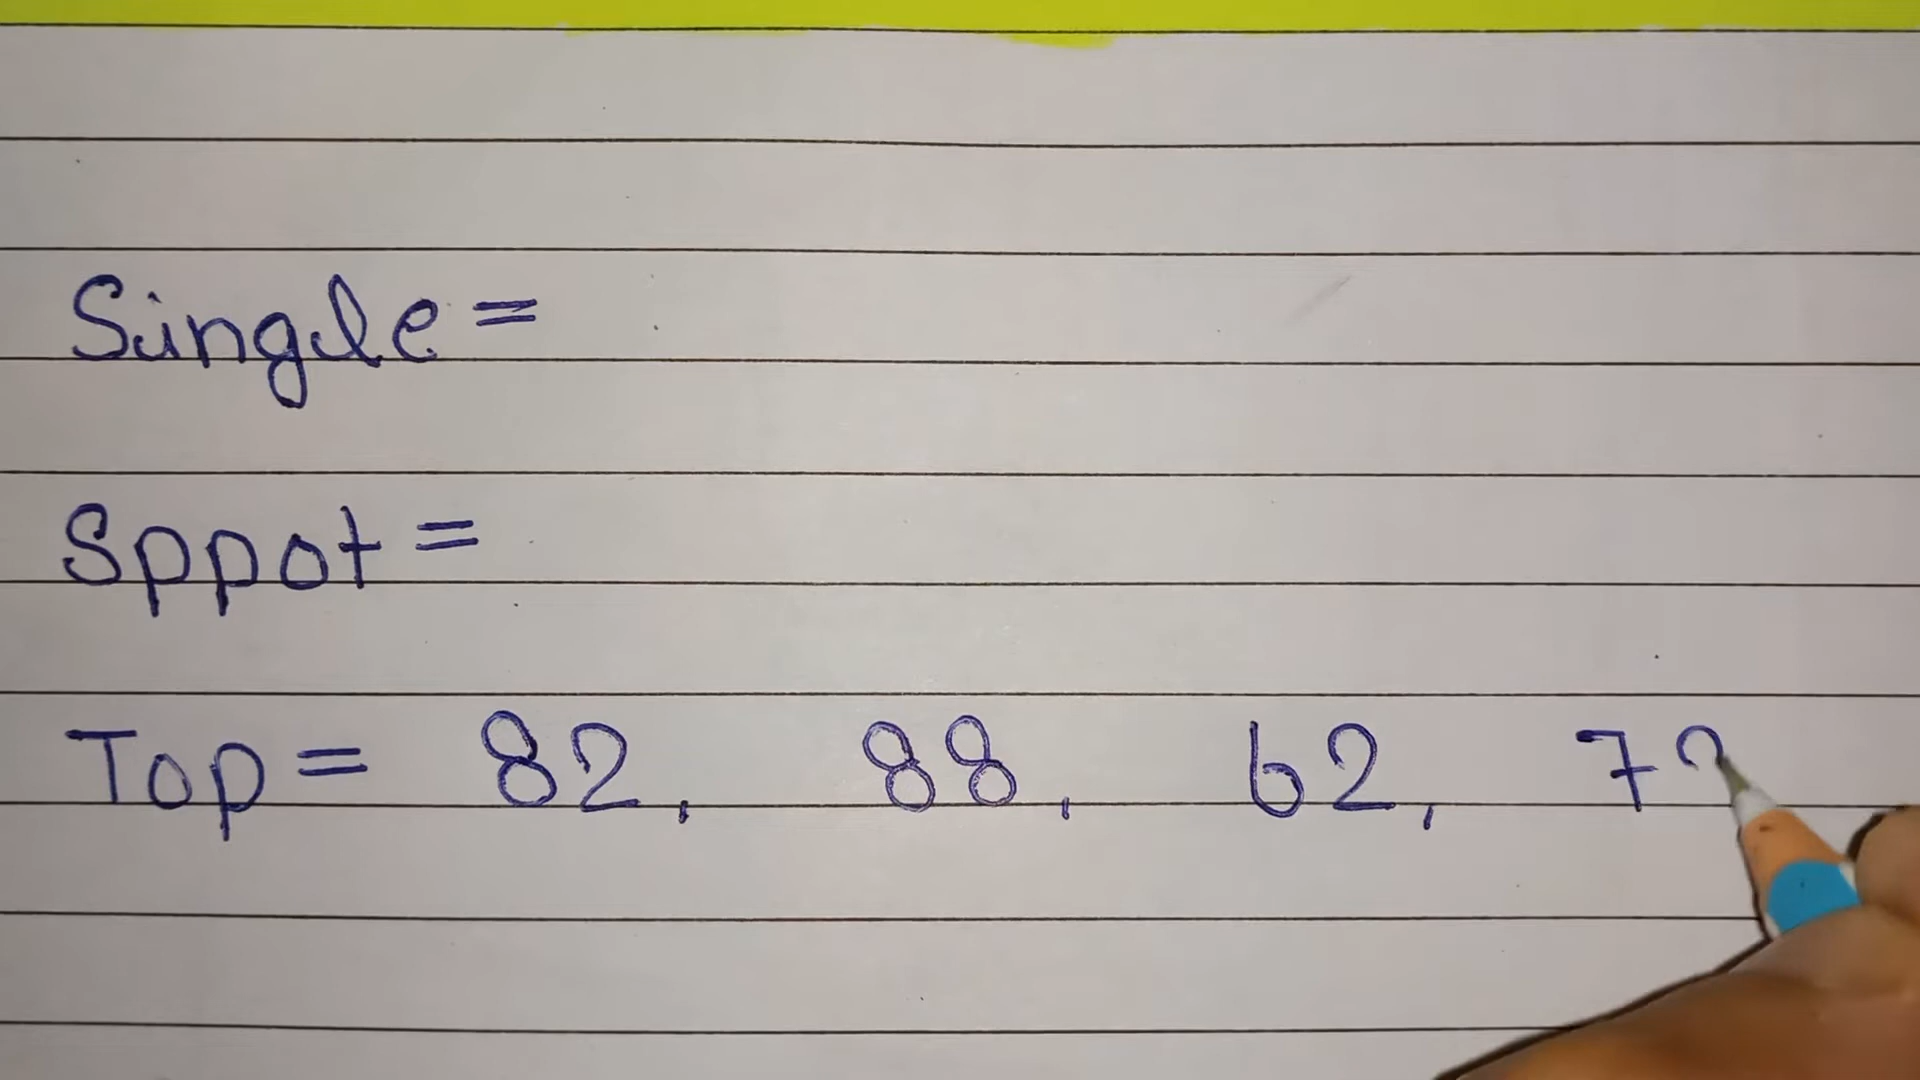 Single =
Sppot =
Top = 82, 88, 62, 7